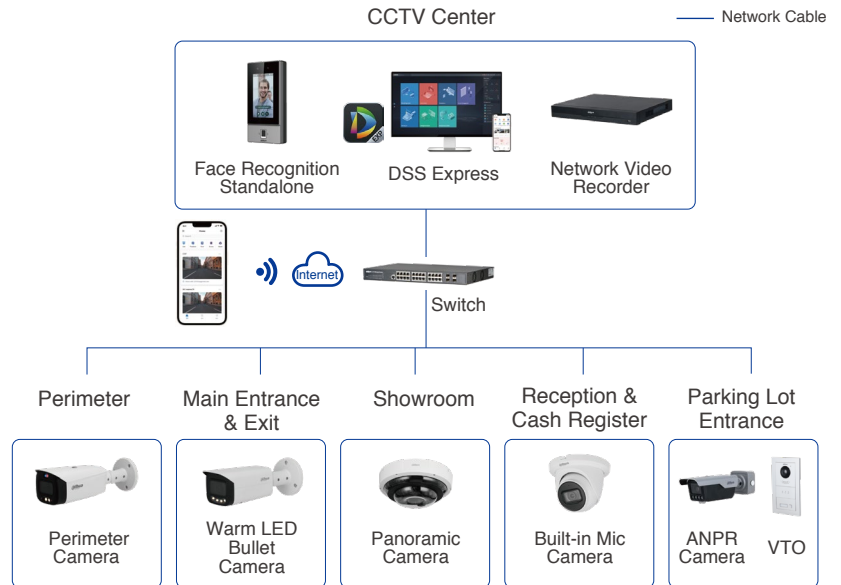 CCTV Center
Network Cable
Face Recognition
Standalone
EXP
DSS Express
Network Video
Recorder
Internet
Switch
Perimeter
Main Entrance
& Exit
Showroom
Reception &
Cash Register
Parking Lot
Entrance
Perimeter
Camera
Warm LED
Bullet
Camera
Panoramic
Camera
Built-in Mic
Camera
ANPR
Camera
VTO